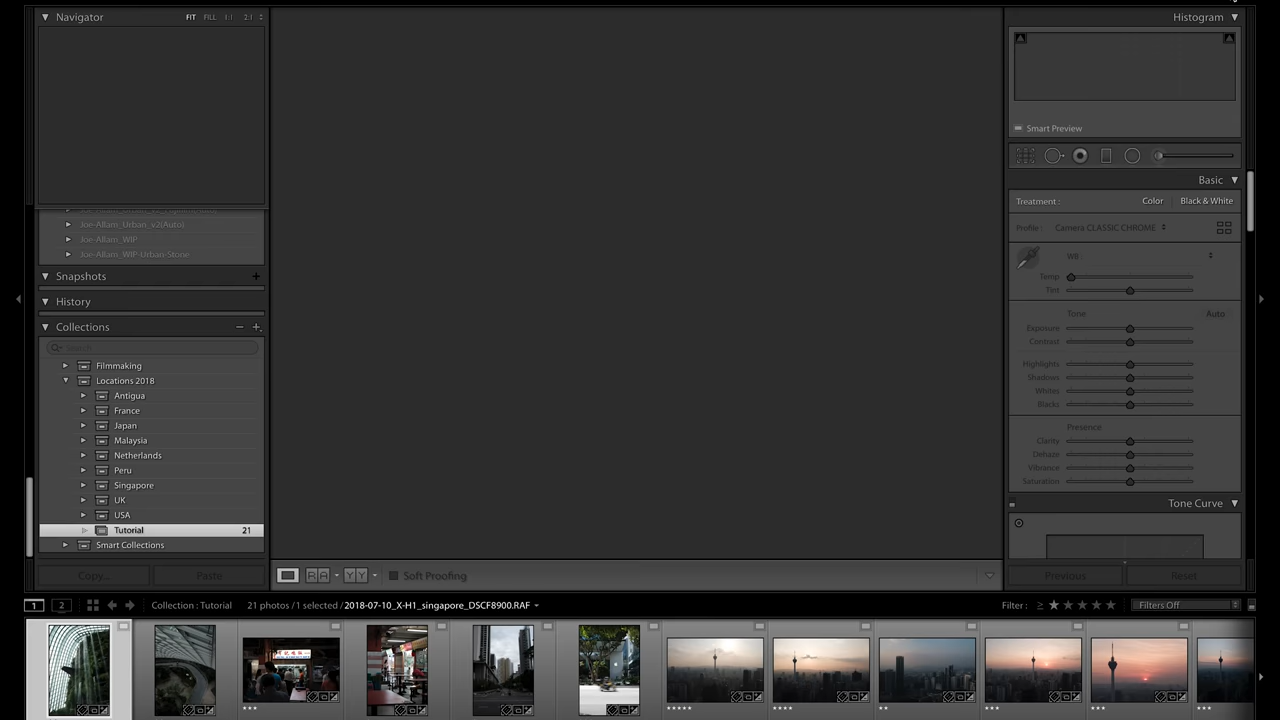 Navigator FIT FILL 1:1 2:1
Joe-Allam_Urban_v2(Auto)
Joe-Allam_WIP
Joe-Allam_WIP-Urban-Stone
Snapshots
History
Collections
Search
Filmmaking
Locations 2018
Antigua
France
Japan
Malaysia
Netherlands
Peru
Singapore
UK
USA
Tutorial 21
Smart Collections
Copy... Paste
Soft Proofing
Histogram
Smart Preview
Basic
Treatment : Color Black & White
Profile : Camera CLASSIC CHROME
WB :
Temp
Tint
Tone Auto
Exposure
Contrast
Highlights
Shadows
Whites
Blacks
Presence
Clarity
Dehaze
Vibrance
Saturation
Tone Curve
Previous Reset
1 2 Collection : Tutorial 21 photos / 1 selected / 2018-07-10_X-H1_singapore_DSCF8900.RAF Filter : Filters Off